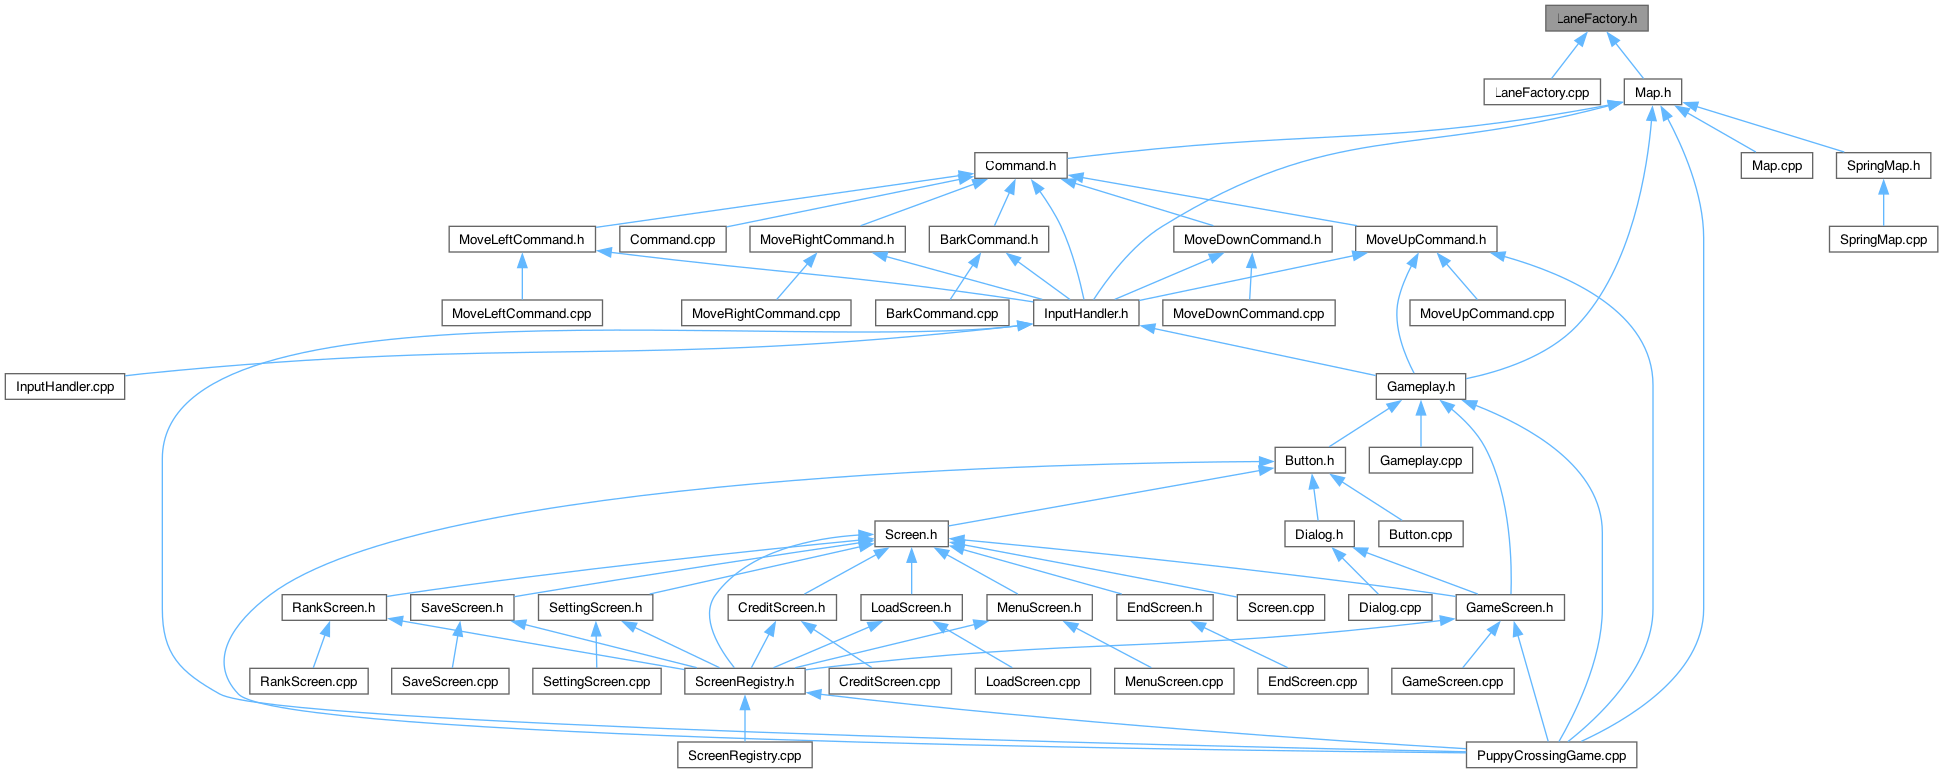 LaneFactory.h
LaneFactory.cpp
Map.h
Command.h
Map.cpp
SpringMap.h
MoveLeftCommand.h
Command.cpp
MoveRightCommand.h
BarkCommand.h
MoveDownCommand.h
MoveUpCommand.h
SpringMap.cpp
MoveLeftCommand.cpp
MoveRightCommand.cpp
BarkCommand.cpp
InputHandler.h
MoveDownCommand.cpp
MoveUpCommand.cpp
InputHandler.cpp
Gameplay.h
Button.h
Gameplay.cpp
Screen.h
Dialog.h
Button.cpp
RankScreen.h
SaveScreen.h
SettingScreen.h
CreditScreen.h
LoadScreen.h
MenuScreen.h
EndScreen.h
Screen.cpp
Dialog.cpp
GameScreen.h
RankScreen.cpp
SaveScreen.cpp
SettingScreen.cpp
ScreenRegistry.h
CreditScreen.cpp
LoadScreen.cpp
MenuScreen.cpp
EndScreen.cpp
GameScreen.cpp
ScreenRegistry.cpp
PuppyCrossingGame.cpp